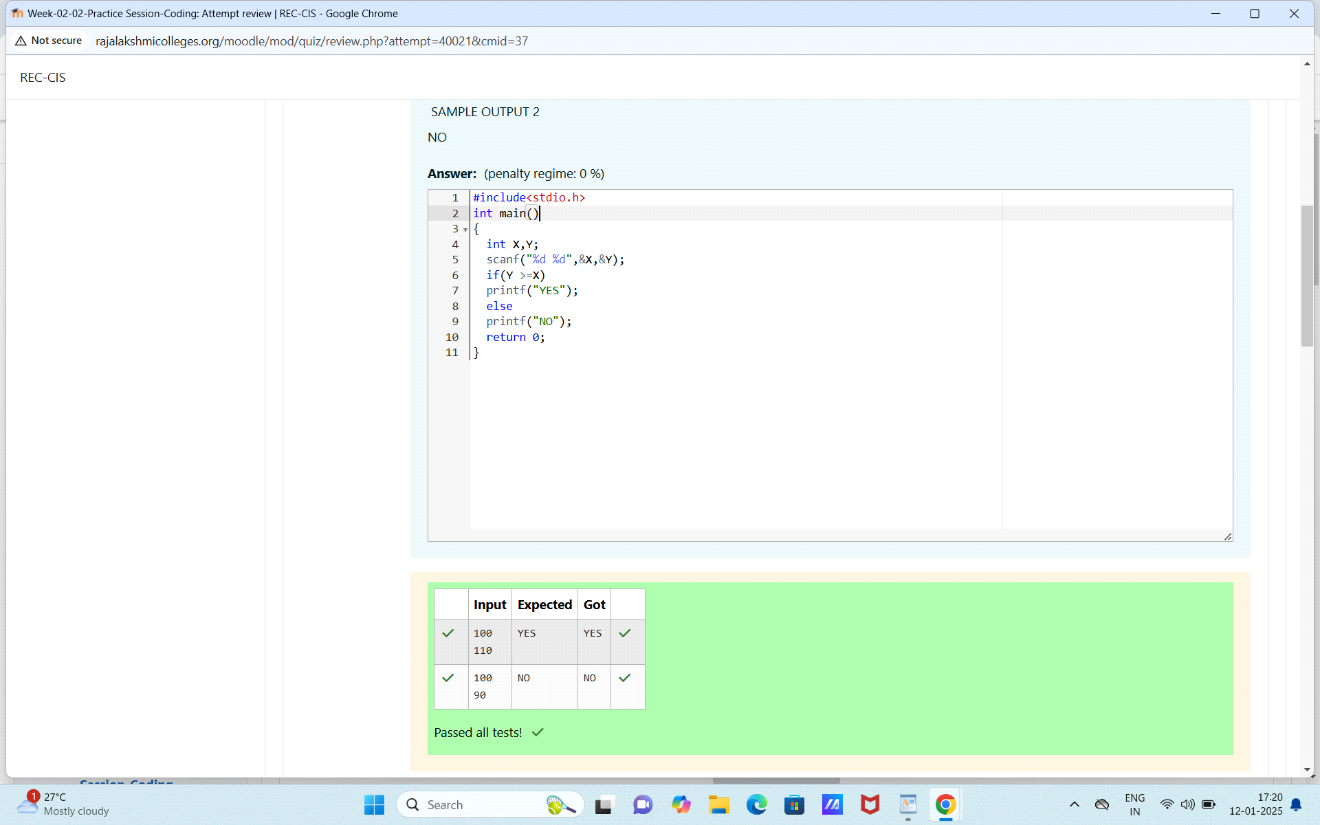 Week-02-02-Practice Session-Coding: Attempt review | REC-CIS - Google Chrome
Not secure rajalakshmicolleges.org/moodle/mod/quiz/review.php?attempt=40021&cmid=37
REC-CIS
SAMPLE OUTPUT 2
NO
Answer: (penalty regime: 0 %)
1 #include<stdio.h>
2 int main()
3 {
4 int X,Y;
5 scanf("%d %d",&X,&Y);
6 if(Y >=X)
7 printf("YES");
8 else
9 printf("NO");
10 return 0;
11 }
Input Expected Got
100 YES YES
110
100 NO NO
90
Passed all tests!
Session-Coding
1 27°C
Mostly cloudy
Search
ENG
IN
17:20
12-01-2025